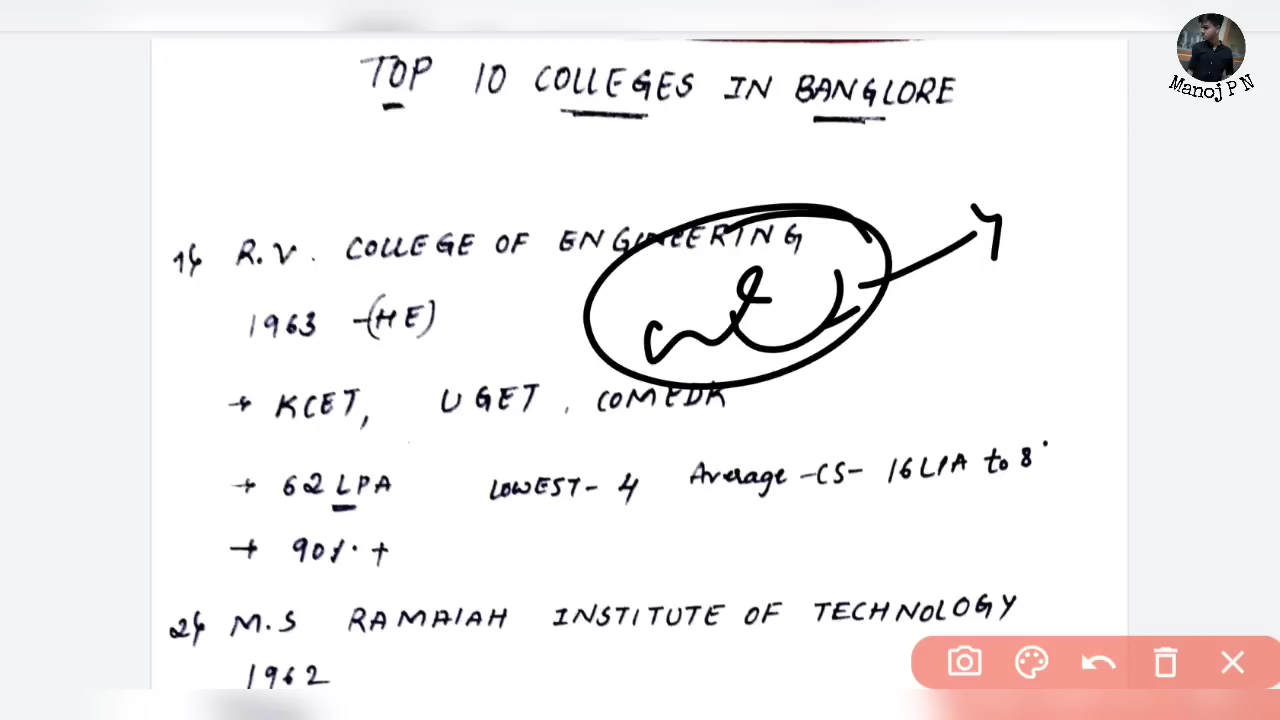 Manoj P N
TOP 10 COLLEGES IN BANGLORE
1) R.V. COLLEGE OF ENGINEERING
1963 -(HE)
→ KCET, UGET, COMEDK
→ 62 LPA LOWEST - 4 Average - CS - 16 LPA to 8
→ 90% +
2) M.S RAMAIAH INSTITUTE OF TECHNOLOGY
1962